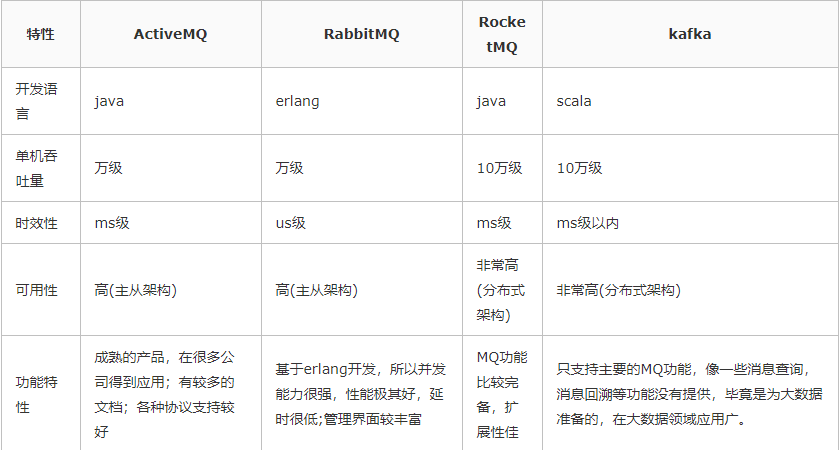 特性 ActiveMQ RabbitMQ Rocke kafka
tMQ
开发语 java erlang java scala
言
单机吞 万级 万级 10万级 10万级
吐量
时效性 ms级 us级 ms级 ms级以内
可用性 高(主从架构) 高(主从架构) 非常高 非常高(分布式架构)
(分布式
架构)
功能特
性
成熟的产品，在很多公
司得到应用；有较多的
文档；各种协议支持较
好
基于erlang开发，所以并发
能力很强，性能极其好，延
时很低;管理界面较丰富
MQ功能
比较完
备，扩
展性佳
只支持主要的MQ功能，像一些消息查询，
消息回溯等功能没有提供，毕竟是为大数据
准备的，在大数据领域应用广。